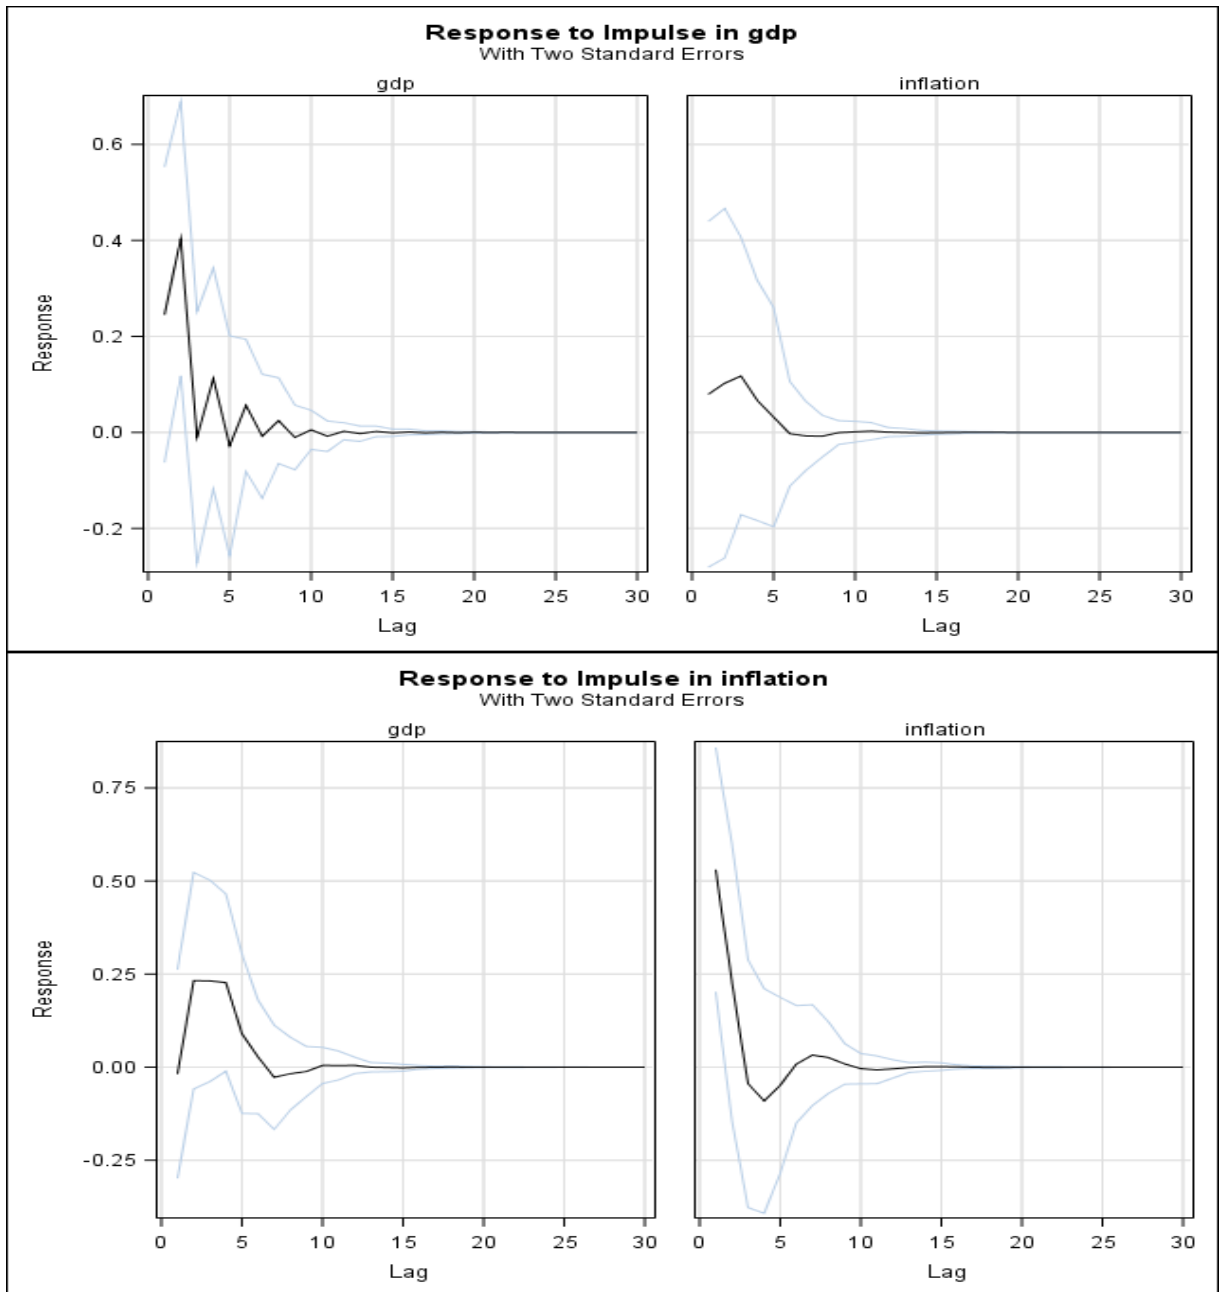 Response to Impulse in gdp
With Two Standard Errors
gdp
inflation
Response
0.6
0.4
0.2
0.0
-0.2
0 5 10 15 20 25 30
0 5 10 15 20 25 30
Lag
Lag
Response to Impulse in inflation
With Two Standard Errors
gdp
inflation
Response
0.75
0.50
0.25
0.00
-0.25
0 5 10 15 20 25 30
0 5 10 15 20 25 30
Lag
Lag